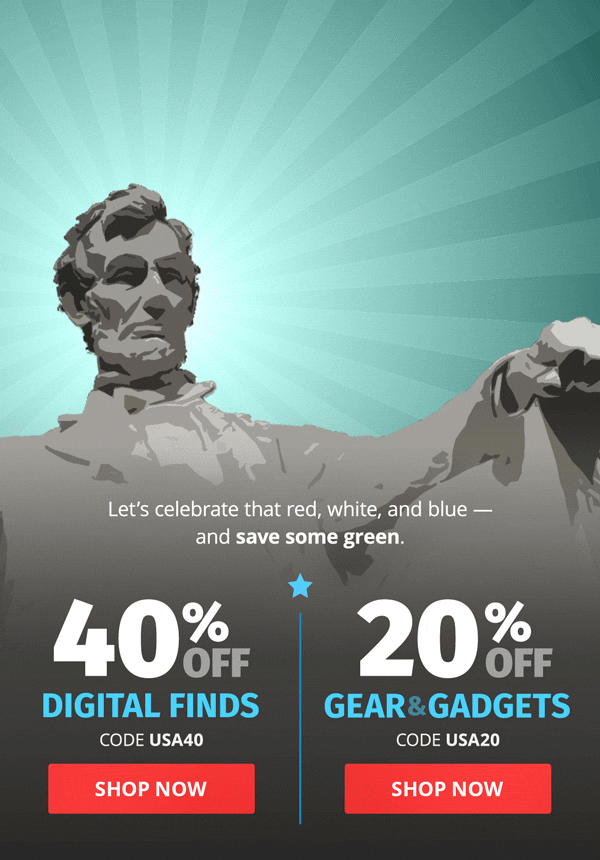 Let’s celebrate that red, white, and blue —
and save some green.
40% OFF
DIGITAL FINDS
CODE USA40
SHOP NOW
20% OFF
GEAR&GADGETS
CODE USA20
SHOP NOW